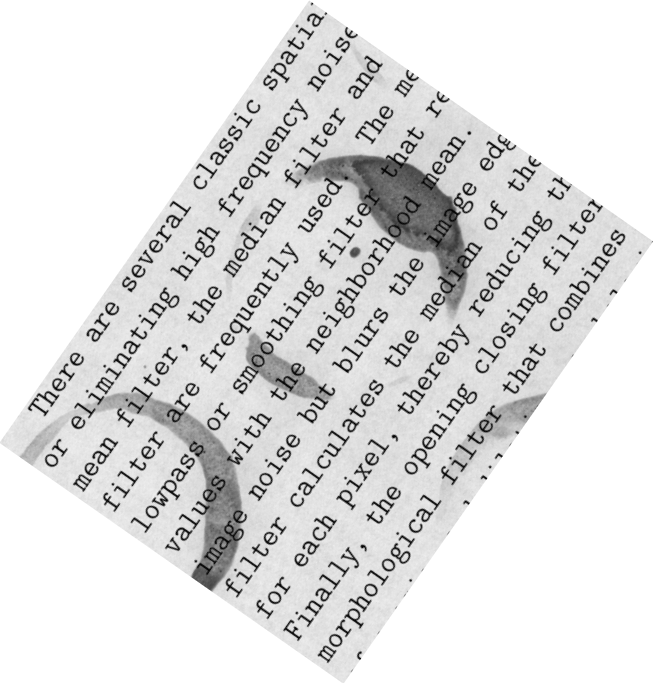 There are several classic spatia
or eliminating high frequency noise
mean filter, the median filter and
filter are frequently used. The me
lowpass or smoothing filter that re
values with the neighborhood mean.
image noise but blurs the image edg
filter calculates the median of the
for each pixel, thereby reducing th
Finally, the opening closing filter
morphological filter that combines